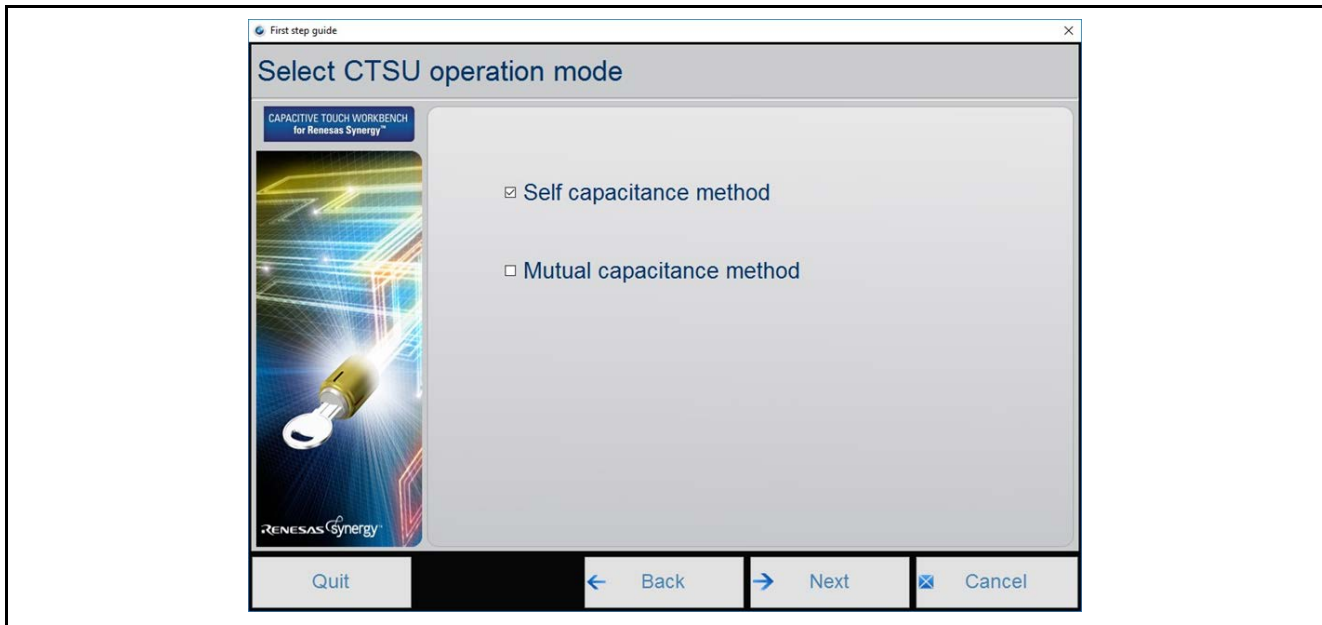 First step guide
Select CTSU operation mode
CAPACITIVE TOUCH WORKBENCH
for Renesas Synergy™
Self capacitance method
Mutual capacitance method
RENESAS Synergy™
Quit
Back
Next
Cancel